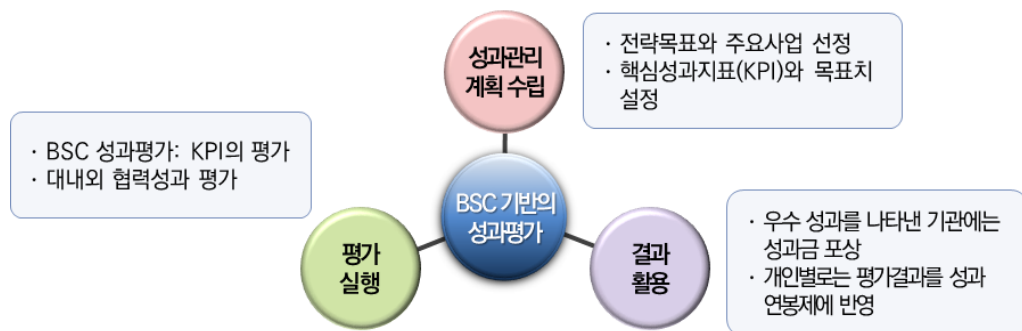 성과관리
계획 수립
· 전략목표와 주요사업 선정
· 핵심성과지표(KPI)와 목표치
설정
· BSC 성과평가: KPI의 평가
· 대내외 협력성과 평가
BSC 기반의
성과평가
평가
실행
결과
활용
· 우수 성과를 나타낸 기관에는
성과금 포상
· 개인별로는 평가결과를 성과
연봉제에 반영